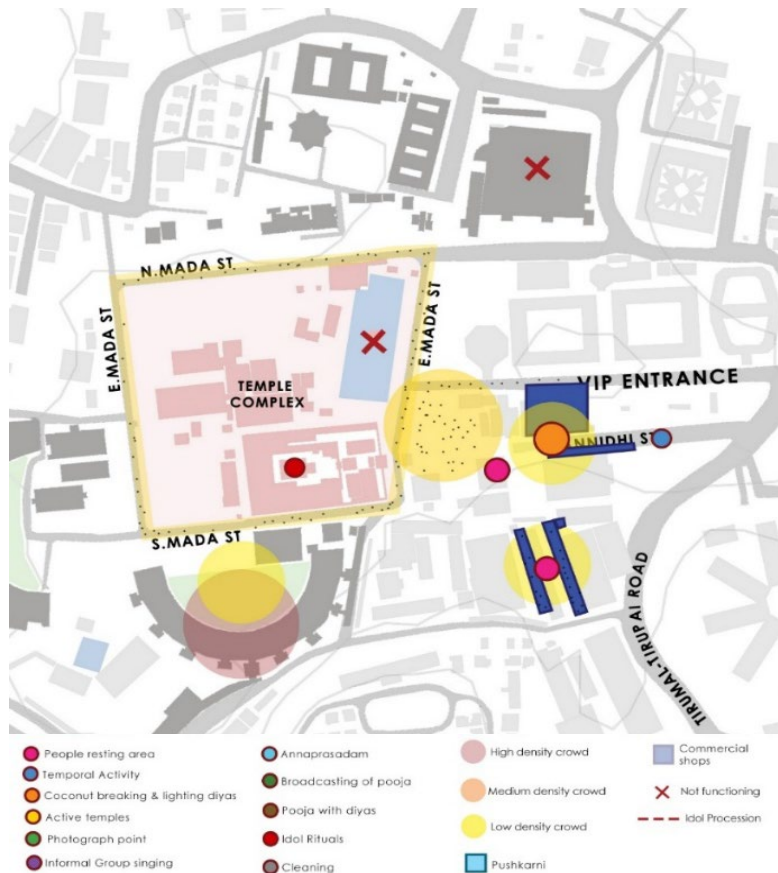 N.MADA ST
E.MADA ST
E.MADA ST
TEMPLE
COMPLEX
VIP ENTRANCE
NNIDHI ST
S.MADA ST
TIRUMAL-TIRUPAI ROAD
People resting area
Temporal Activity
Coconut breaking & lighting diyas
Active temples
Photograph point
Informal Group singing
Annaprasadam
Broadcasting of pooja
Pooja with diyas
Idol Rituals
Cleaning
High density crowd
Medium density crowd
Low density crowd
Pushkarni
Commercial
shops
Not functioning
Idol Procession